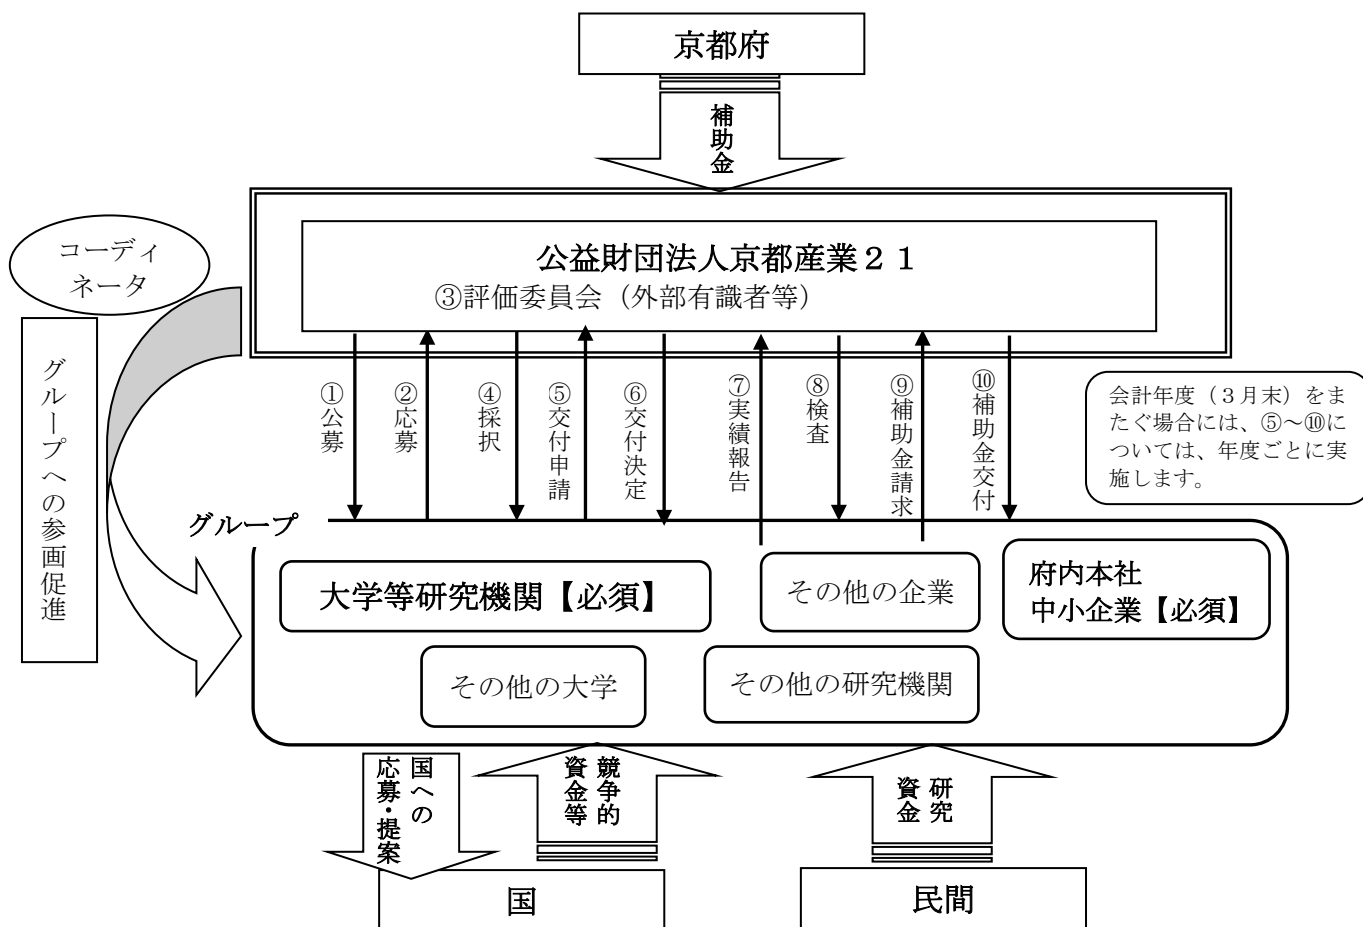 京都府
補助金
コーディ
ネータ
公益財団法人京都産業２１
③評価委員会（外部有識者等）
グループへの参画促進
①公募
②応募
④採択
⑤交付申請
⑥交付決定
⑦実績報告
⑧検査
⑨補助金請求
⑩補助金交付
会計年度（３月末）をま
たぐ場合には、⑤～⑩に
ついては、年度ごとに実
施します。
グループ
大学等研究機関【必須】
その他の企業
府内本社
中小企業【必須】
その他の大学
その他の研究機関
国への
応募・提案
競争的
資金等
研究
資金
国
民間